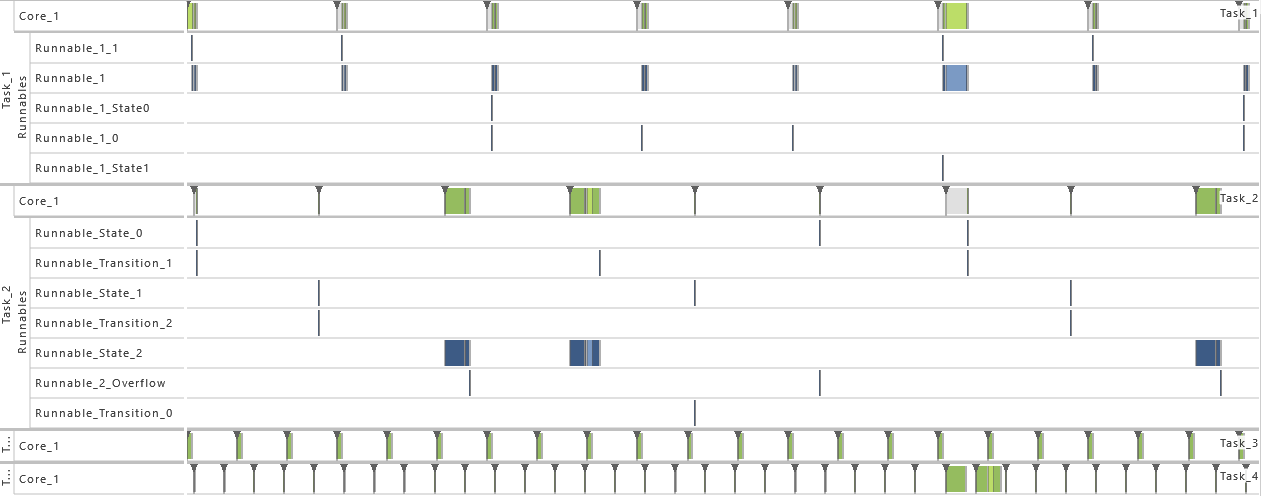 Core_1
Task_1
Task_1
Runnables
Runnable_1_1
Runnable_1
Runnable_1_State0
Runnable_1_0
Runnable_1_State1
Core_1
Task_2
Task_2
Runnables
Runnable_State_0
Runnable_Transition_1
Runnable_State_1
Runnable_Transition_2
Runnable_State_2
Runnable_2_Overflow
Runnable_Transition_0
T...
Core_1
Task_3
T...
Core_1
Task_4